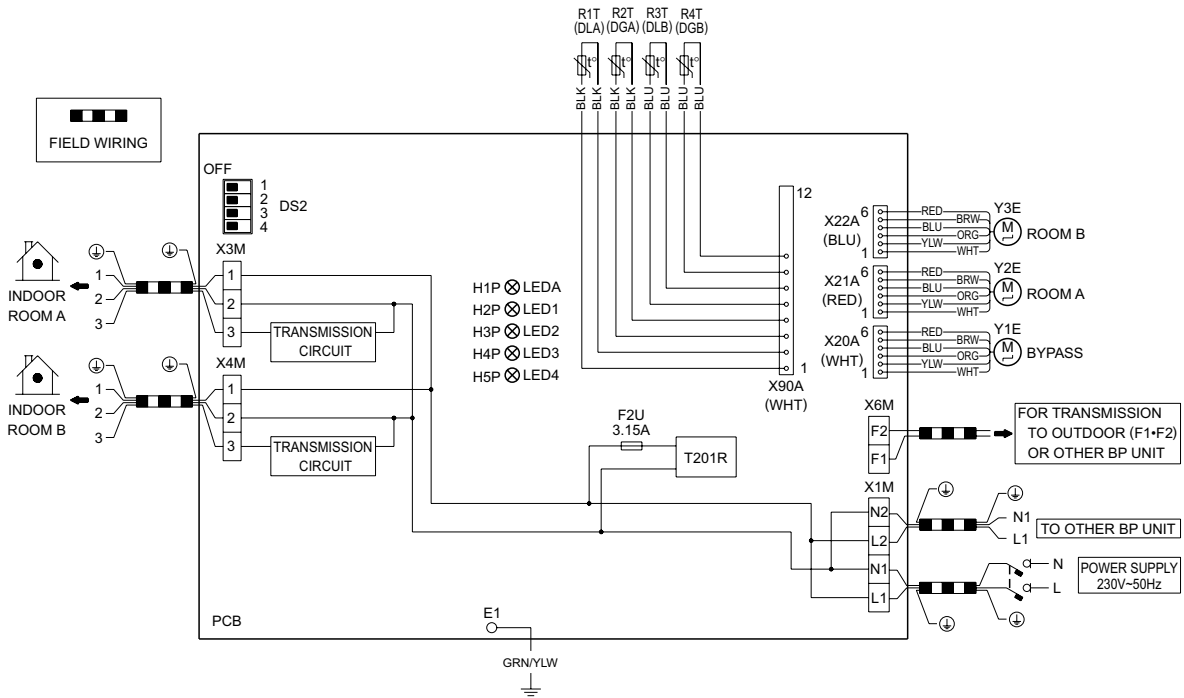 R1T R2T R3T R4T
(DLA) (DGA) (DLB) (DGB)
t° t° t° t°
BLK BLK BLK BLK BLU BLU BLU BLU
FIELD WIRING
OFF
1
2
3
4
DS2
X3M
1
2
3
TRANSMISSION
CIRCUIT
1
2
3
INDOOR
ROOM A
X4M
1
2
3
TRANSMISSION
CIRCUIT
1
2
3
INDOOR
ROOM B
H1P LEDA
H2P LED1
H3P LED2
H4P LED3
H5P LED4
12
1
X90A
(WHT)
X22A
(BLU)
6
1
RED
BRW
BLU
ORG
YLW
WHT
Y3E
M
ROOM B
X21A
(RED)
6
1
RED
BRW
BLU
ORG
YLW
WHT
Y2E
M
ROOM A
X20A
(WHT)
6
1
RED
BRW
BLU
ORG
YLW
WHT
Y1E
M
BYPASS
F2U
3.15A
T201R
X6M
F2
F1
FOR TRANSMISSION
TO OUTDOOR (F1•F2)
OR OTHER BP UNIT
X1M
N2
L2
N1
L1
N1
L1
TO OTHER BP UNIT
N
L
POWER SUPPLY
230V~50Hz
PCB
E1
GRN/YLW